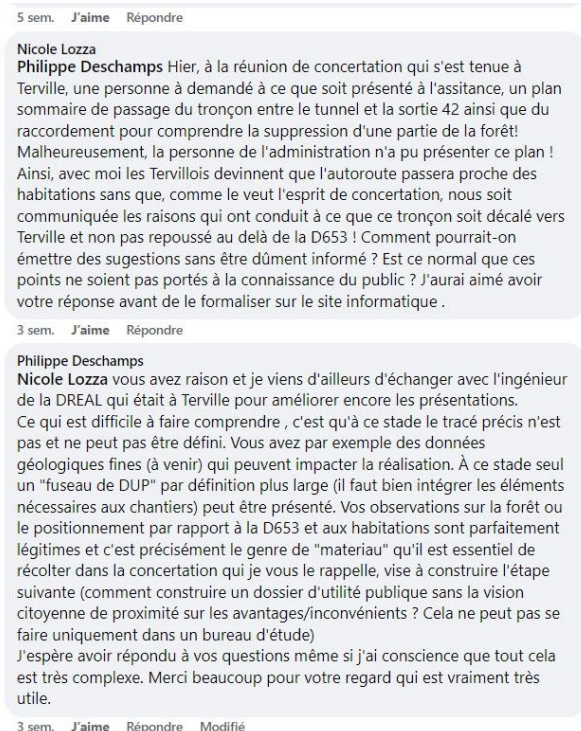 5 sem. J'aime Répondre
Nicole Lozza
Philippe Deschamps Hier, à la réunion de concertation qui s'est tenue à
Terville, une personne à demandé à ce que soit présenté à l'assitance, un plan
sommaire de passage du tronçon entre le tunnel et la sortie 42 ainsi que du
raccordement pour comprendre la suppression d'une partie de la forêt!
Malheureusement, la personne de l'administration n'a pu présenter ce plan !
Ainsi, avec moi les Tervillois devinnent que l'autoroute passera proche des
habitations sans que, comme le veut l'esprit de concertation, nous soit
communiquée les raisons qui ont conduit à ce que ce tronçon soit décalé vers
Terville et non pas repoussé au delà de la D653 ! Comment pourrait-on
émettre des sugestions sans être dûment informé ? Est ce normal que ces
points ne soient pas portés à la connaissance du public ? J'aurai aimé avoir
votre réponse avant de le formaliser sur le site informatique .
3 sem. J'aime Répondre
Philippe Deschamps
Nicole Lozza vous avez raison et je viens d'ailleurs d'échanger avec l'ingénieur
de la DREAL qui était à Terville pour améliorer encore les présentations.
Ce qui est difficile à faire comprendre , c'est qu'à ce stade le tracé précis n'est
pas et ne peut pas être défini. Vous avez par exemple des données
géologiques fines (à venir) qui peuvent impacter la réalisation. À ce stade seul
un "fuseau de DUP" par définition plus large (il faut bien intégrer les éléments
nécessaires aux chantiers) peut être présenté. Vos observations sur la forêt ou
le positionnement par rapport à la D653 et aux habitations sont parfaitement
légitimes et c'est précisément le genre de "materiau" qu'il est essentiel de
récolter dans la concertation qui je vous le rappelle, vise à construire l'étape
suivante (comment construire un dossier d'utilité publique sans la vision
citoyenne de proximité sur les avantages/inconvénients ? Cela ne peut pas se
faire uniquement dans un bureau d'étude)
J'espère avoir répondu à vos questions même si j'ai conscience que tout cela
est très complexe. Merci beaucoup pour votre regard qui est vraiment très
utile.
3 sem. J'aime Répondre Modifié